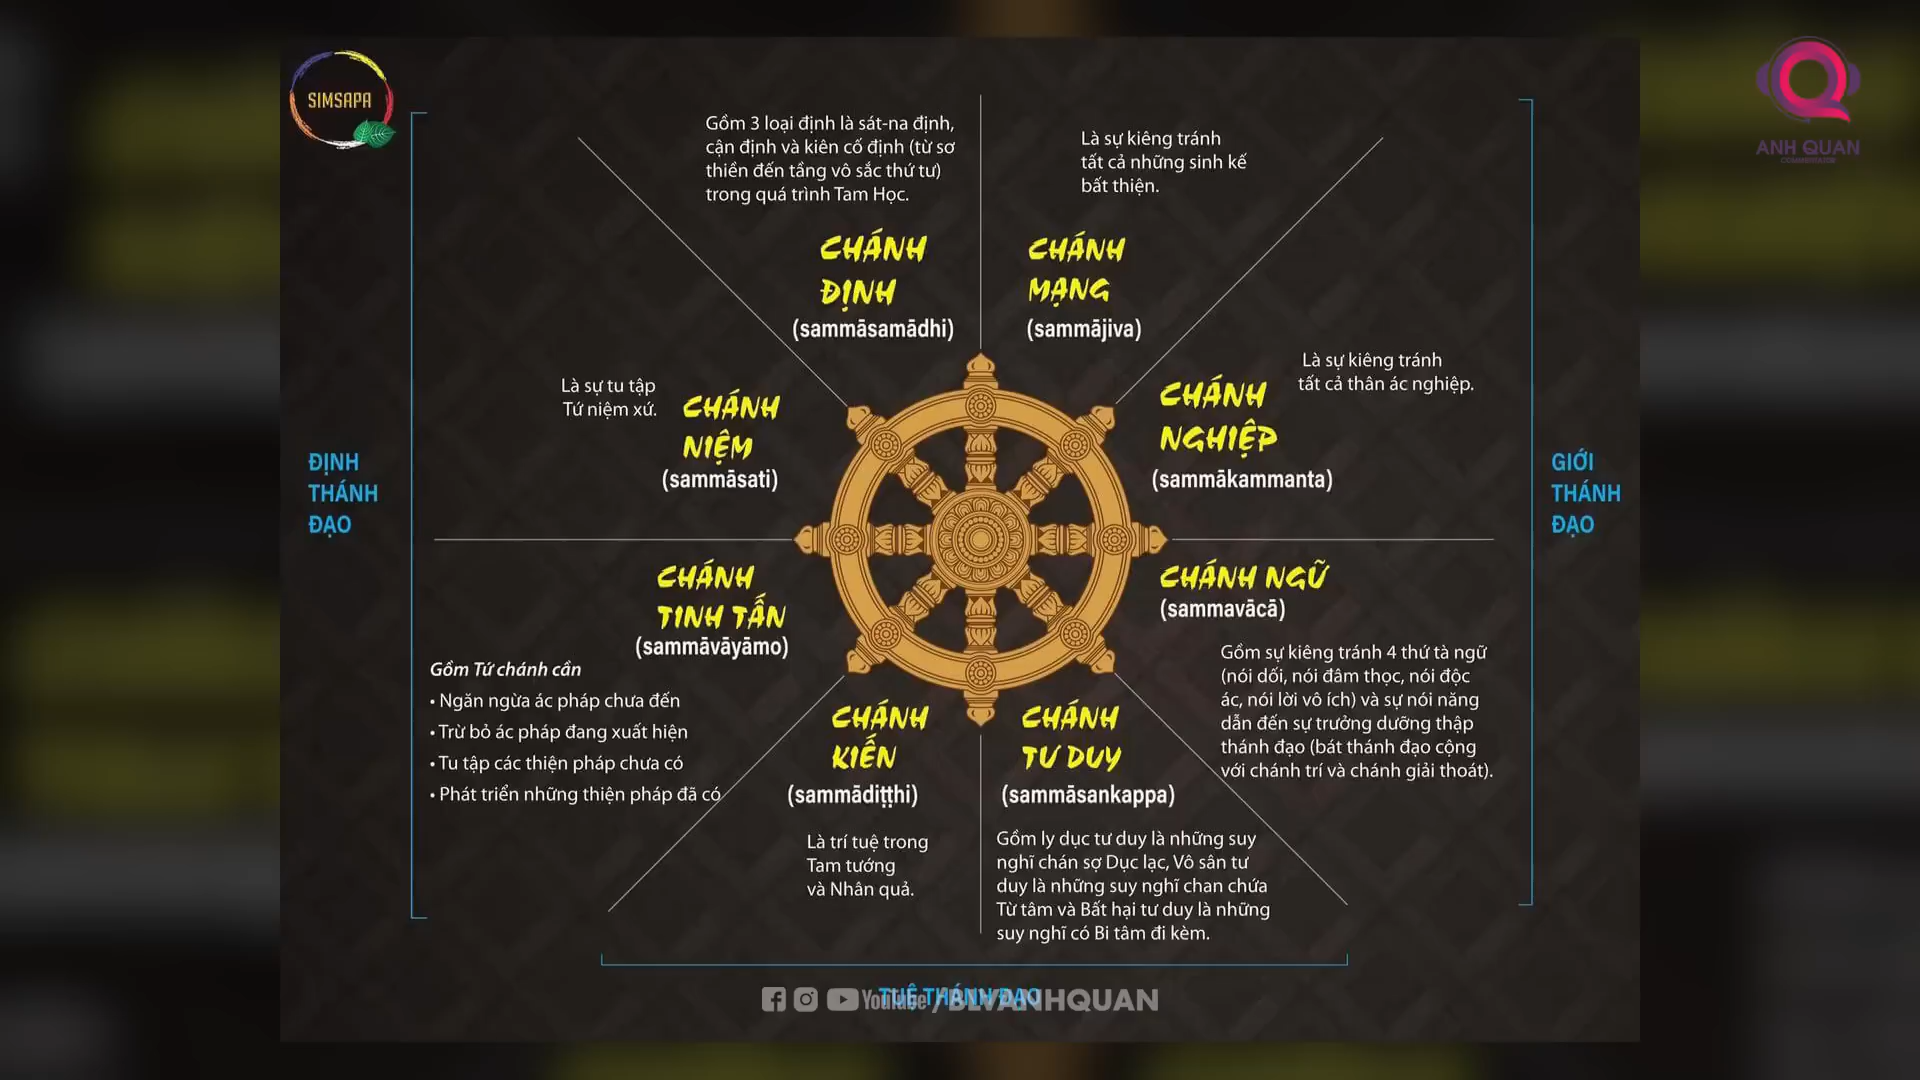 SIMSAPA
ANH QUAN
COMMENTATOR
Gồm 3 loại định là sát-na định,
cận định và kiên cố định (từ sơ
thiền đến tầng vô sắc thứ tư)
trong quá trình Tam Học.
CHÁNH
ĐỊNH
(sammāsamādhi)
Là sự kiêng tránh
tất cả những sinh kế
bất thiện.
CHÁNH
MẠNG
(sammājiva)
Là sự tu tập
Tứ niệm xứ.
CHÁNH
NIỆM
(sammāsati)
CHÁNH
NGHIỆP
(sammākammanta)
Là sự kiêng tránh
tất cả thân ác nghiệp.
ĐỊNH
THÁNH
ĐẠO
GIỚI
THÁNH
ĐẠO
CHÁNH
TINH TẤN
(sammāvāyāmo)
Gồm Tứ chánh cần
• Ngăn ngừa ác pháp chưa đến
• Trừ bỏ ác pháp đang xuất hiện
• Tu tập các thiện pháp chưa có
• Phát triển những thiện pháp đã có
CHÁNH NGỮ
(sammavācā)
Gồm sự kiêng tránh 4 thứ tà ngữ
(nói dối, nói đâm thọc, nói độc
ác, nói lời vô ích) và sự nói năng
dẫn đến sự trưởng dưỡng thập
thánh đạo (bát thánh đạo cộng
với chánh trí và chánh giải thoát).
CHÁNH
KIẾN
(sammādiṭṭhi)
Là trí tuệ trong
Tam tướng
và Nhân quả.
CHÁNH
TƯ DUY
(sammāsankappa)
Gồm ly dục tư duy là những suy
nghĩ chán sợ Dục lạc, Vô sân tư
duy là những suy nghĩ chan chứa
Từ tâm và Bất hại tư duy là những
suy nghĩ có Bi tâm đi kèm.
TUỆ THÁNH ĐẠO
YouTube /BLVANHQUAN